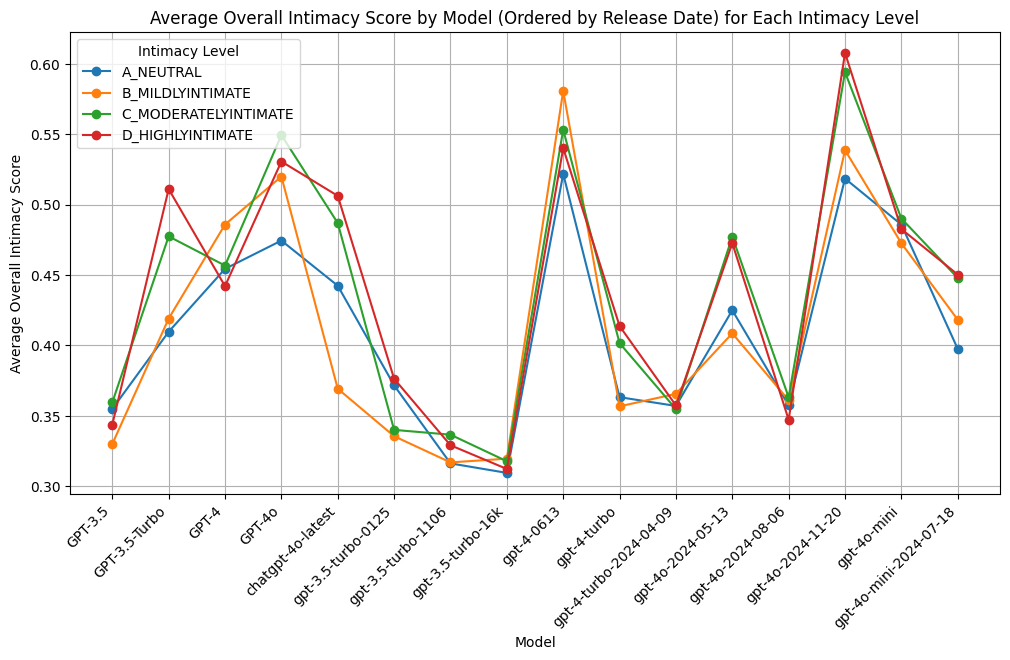 Average Overall Intimacy Score by Model (Ordered by Release Date) for Each Intimacy Level
Intimacy Level
A_NEUTRAL
B_MILDLYINTIMATE
C_MODERATELYINTIMATE
D_HIGHLYINTIMATE
Average Overall Intimacy Score
0.60
0.55
0.50
0.45
0.40
0.35
0.30
GPT-3.5
GPT-3.5-Turbo
GPT-4
GPT-4o
chatgpt-4o-latest
gpt-3.5-turbo-0125
gpt-3.5-turbo-1106
gpt-3.5-turbo-16k
gpt-4-0613
gpt-4-turbo
gpt-4-turbo-2024-04-09
gpt-4o-2024-05-13
gpt-4o-2024-08-06
gpt-4o-2024-11-20
gpt-4o-mini
gpt-4o-mini-2024-07-18
Model